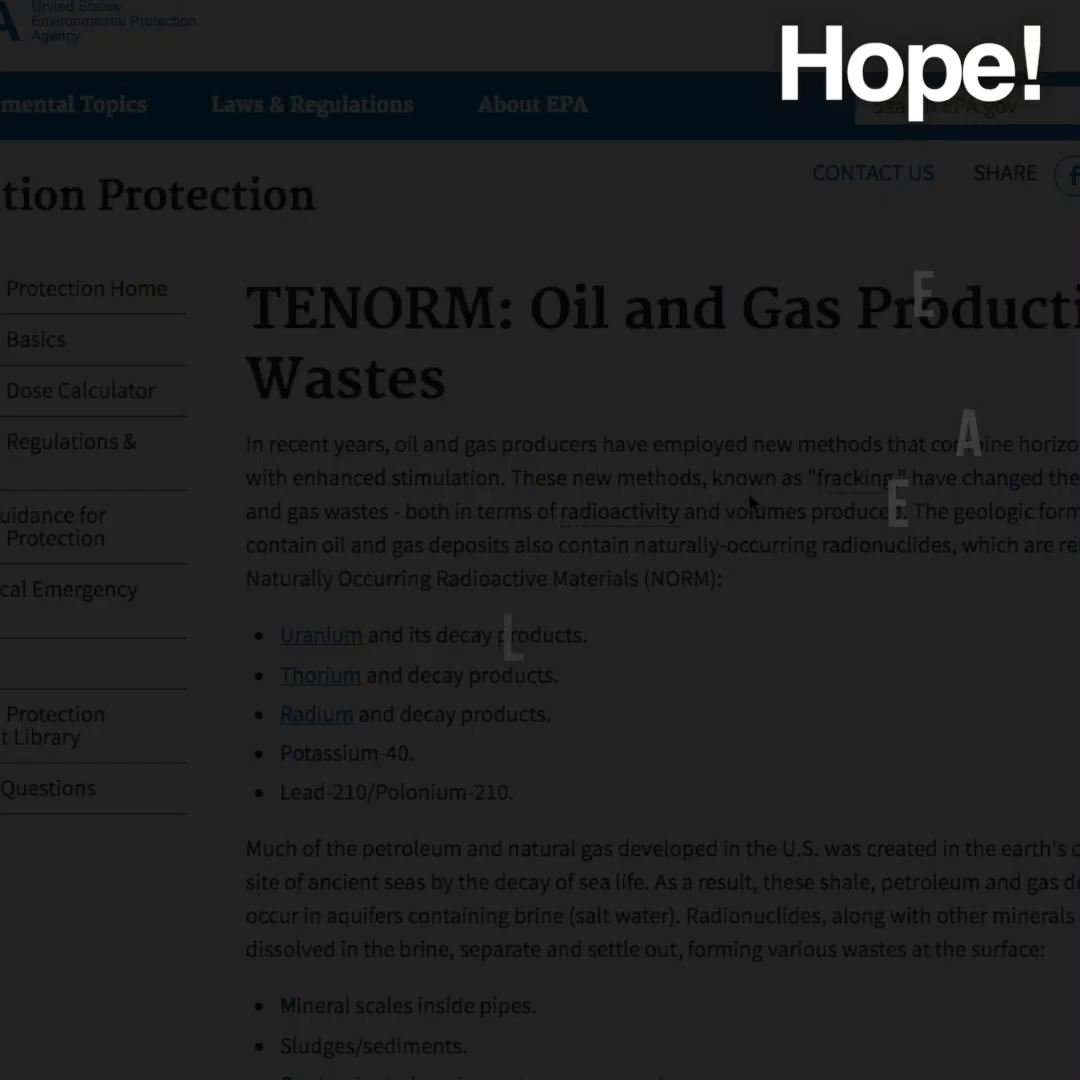 United States
Environmental Protection
Agency
Hope!
mental Topics
Laws & Regulations
About EPA
Search EPA.gov
CONTACT US
SHARE
tion Protection
Protection Home
Basics
Dose Calculator
Regulations &
uidance for
Protection
cal Emergency
Protection
t Library
Questions
TENORM: Oil and Gas Producti
Wastes
In recent years, oil and gas producers have employed new methods that combine horizo
with enhanced stimulation. These new methods, known as "fracking," have changed the
and gas wastes - both in terms of radioactivity and volumes produced. The geologic form
contain oil and gas deposits also contain naturally-occurring radionuclides, which are re
Naturally Occurring Radioactive Materials (NORM):
Uranium and its decay products.
Thorium and decay products.
Radium and decay products.
Potassium-40.
Lead-210/Polonium-210.
Much of the petroleum and natural gas developed in the U.S. was created in the earth's c
site of ancient seas by the decay of sea life. As a result, these shale, petroleum and gas de
occur in aquifers containing brine (salt water). Radionuclides, along with other minerals
dissolved in the brine, separate and settle out, forming various wastes at the surface:
Mineral scales inside pipes.
Sludges/sediments.
E
A
E
L